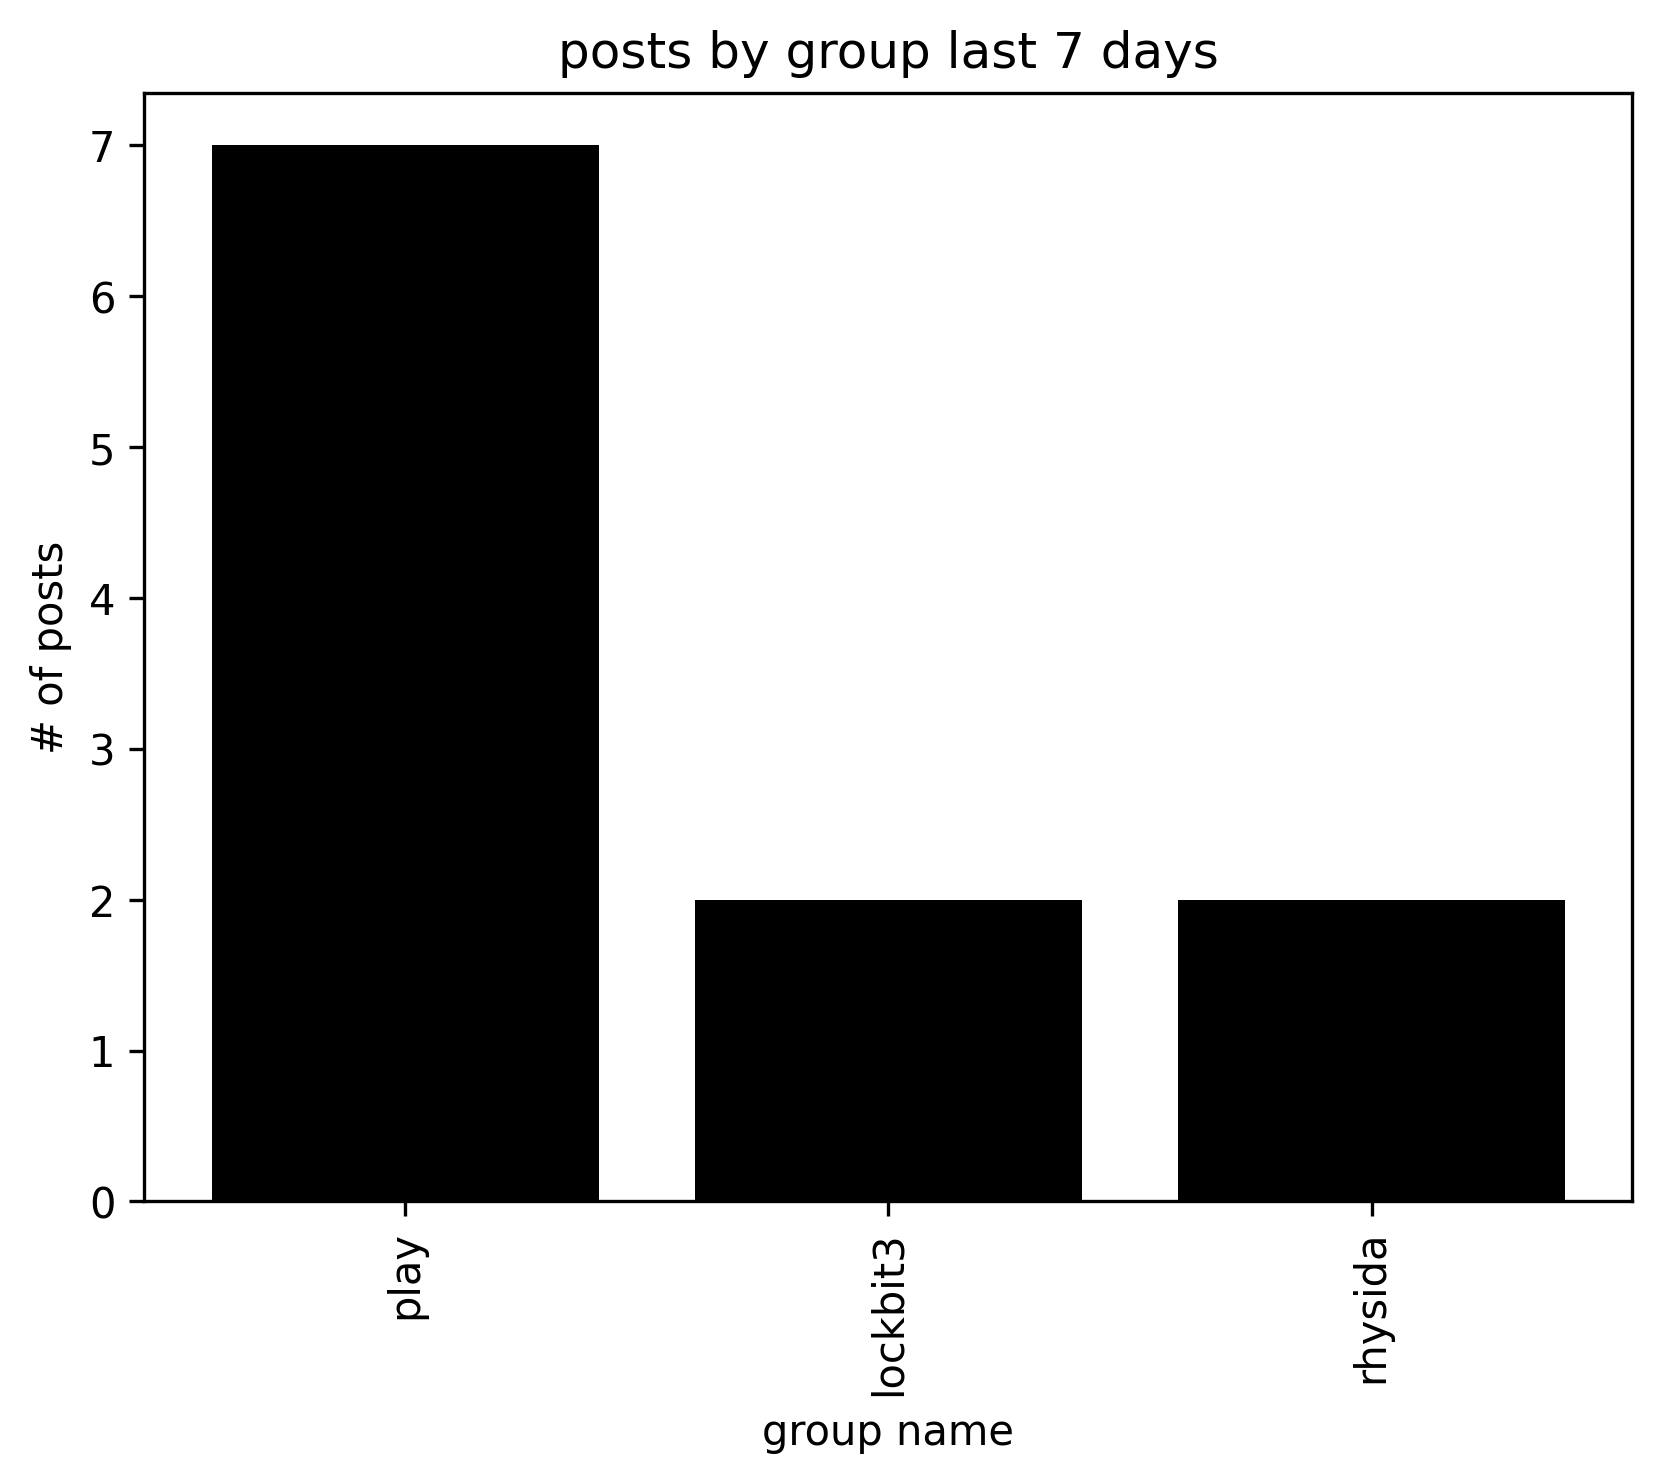 posts by group last 7 days
# of posts
7
6
5
4
3
2
1
0
play
lockbit3
rhysida
group name